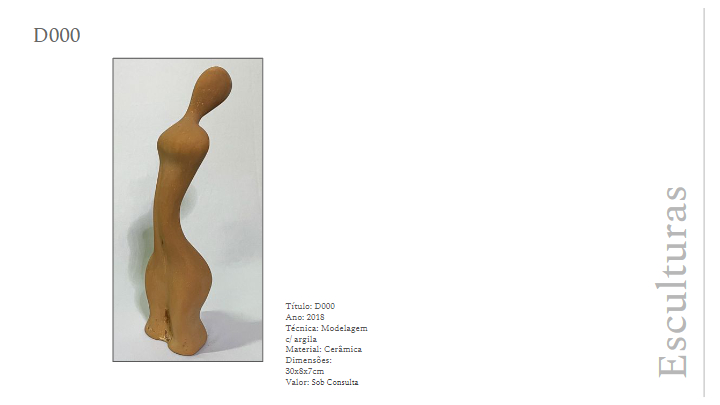 D000
Título: D000
Ano: 2018
Técnica: Modelagem
c/ argila
Material: Cerâmica
Dimensões:
30x8x7cm
Valor: Sob Consulta
Esculturas